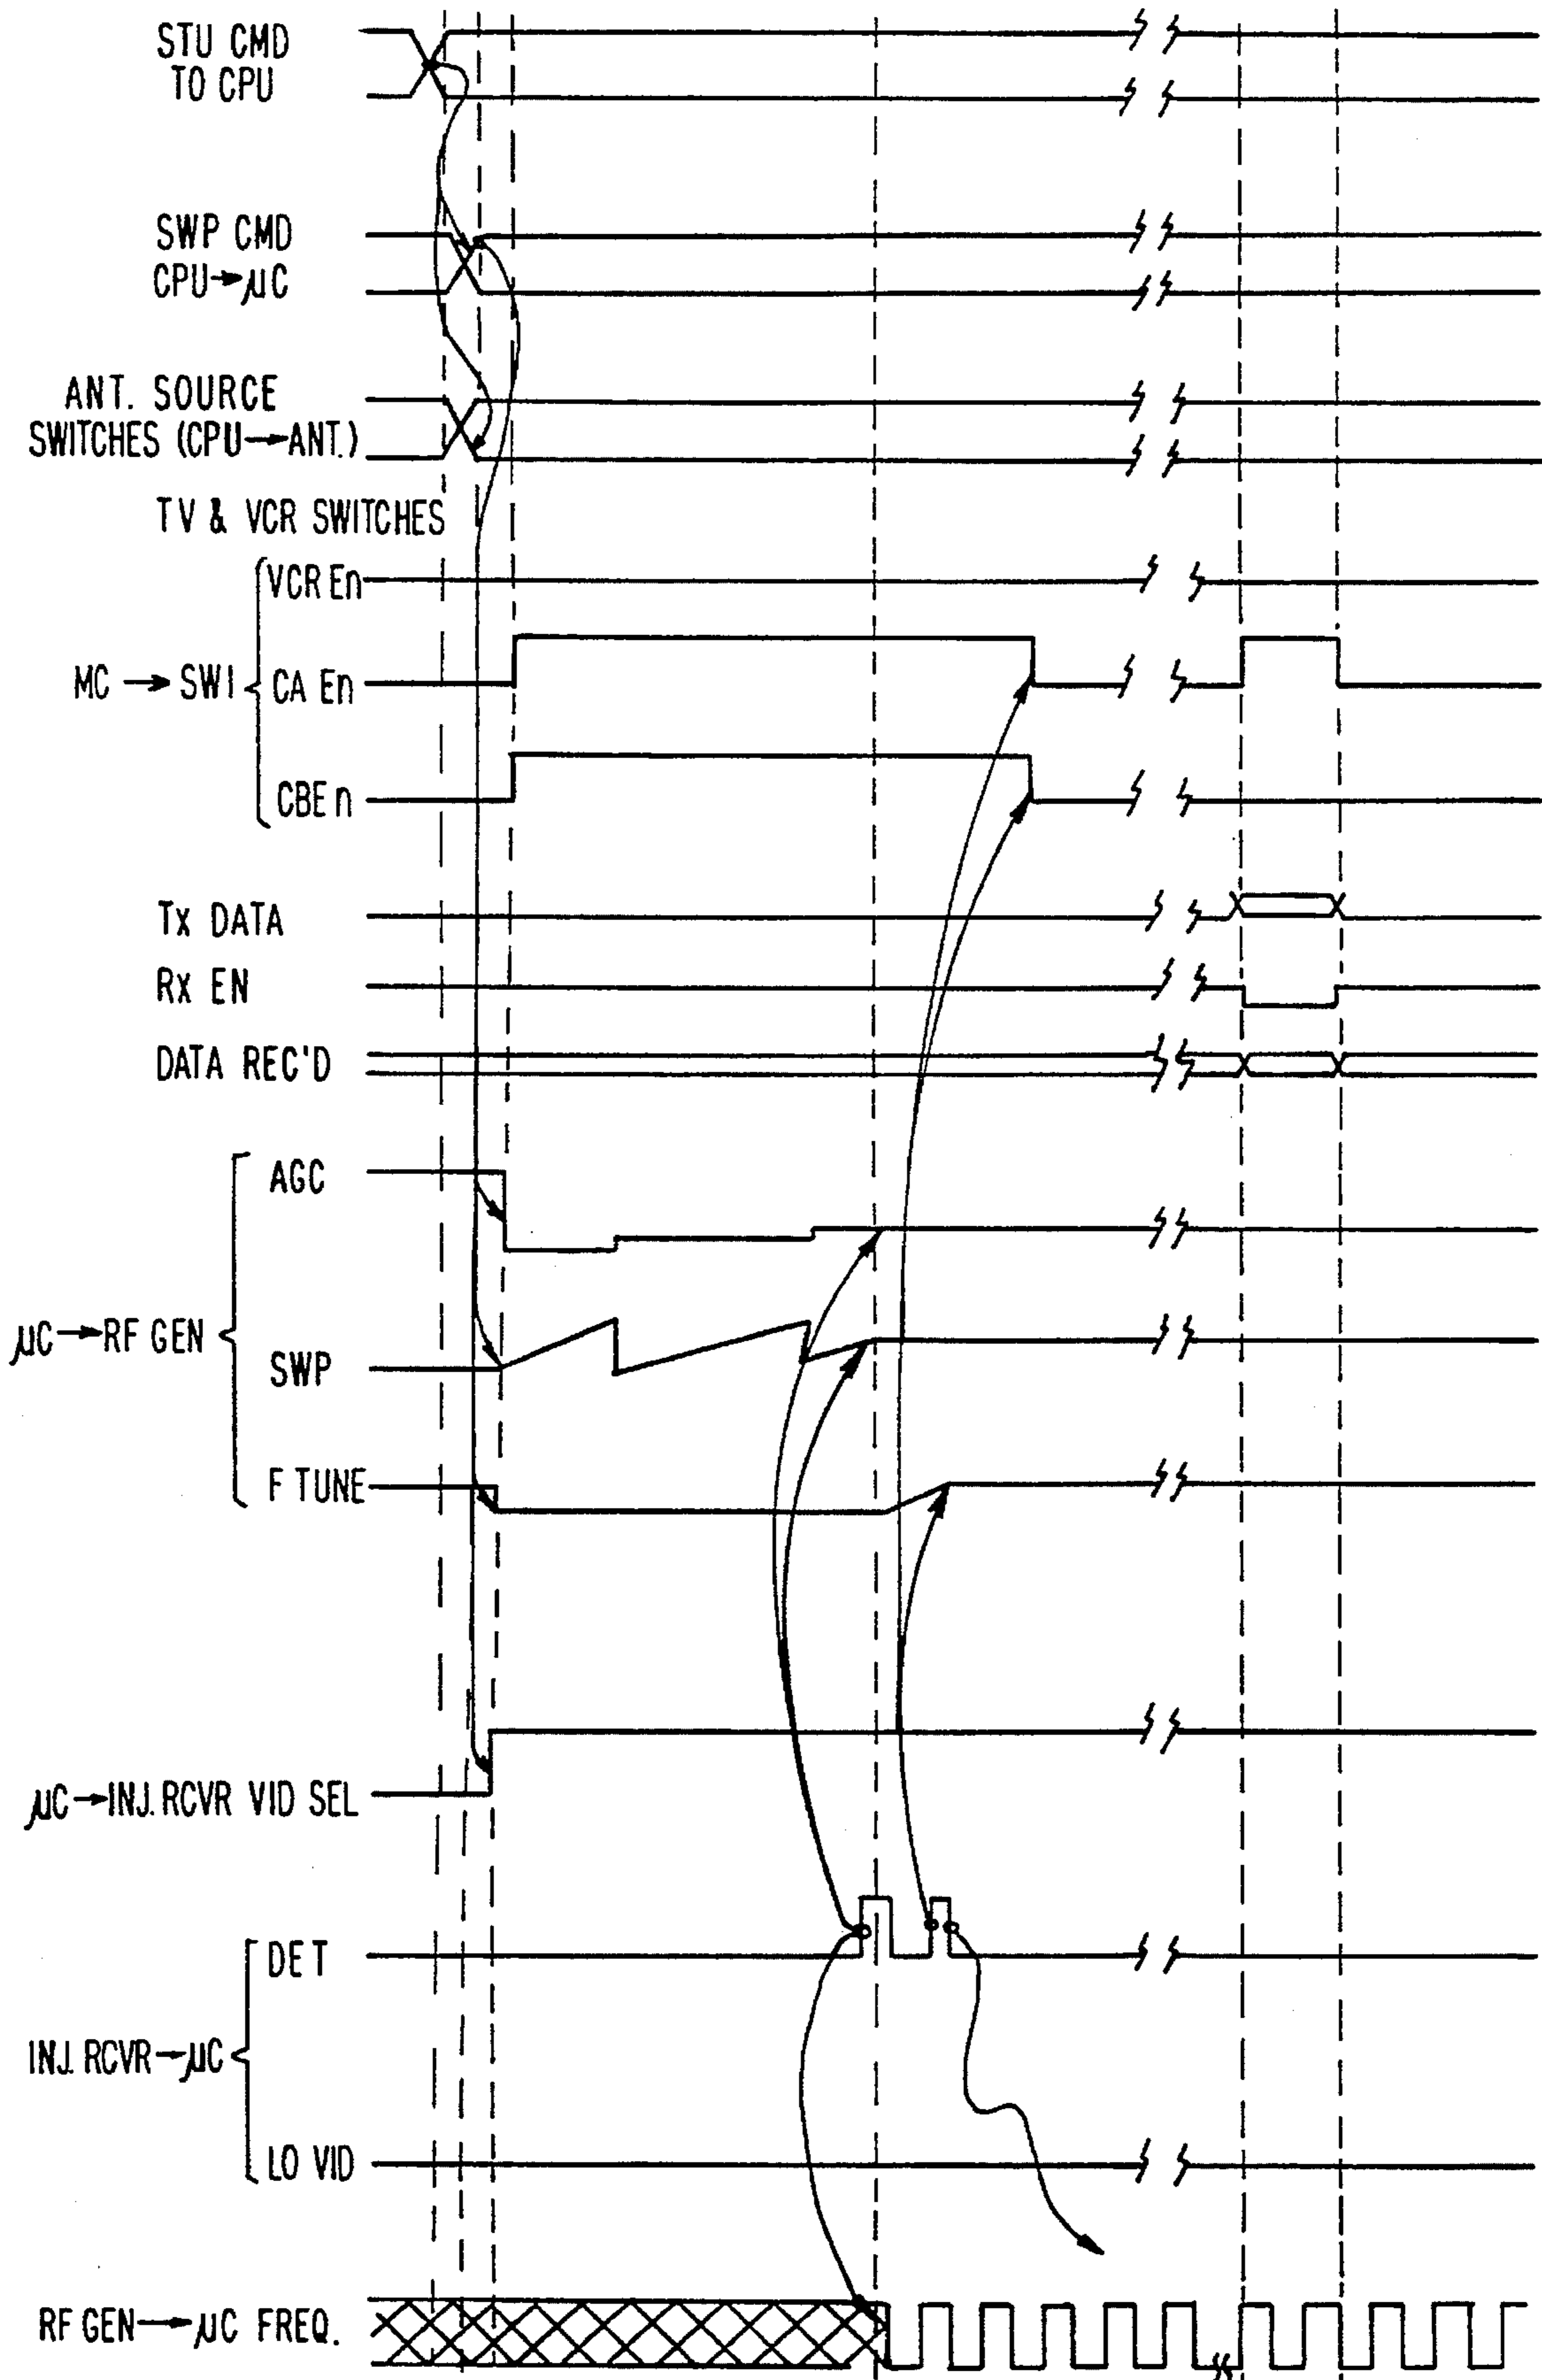 STU CMD
TO CPU
SWP CMD
CPU→μC
ANT. SOURCE
SWITCHES (CPU→ANT.)
TV & VCR SWITCHES
VCR En
MC → SWI
CA En
CBEn
Tx DATA
Rx EN
DATA REC'D
AGC
μC→RF GEN
SWP
F TUNE
μC→INJ. RCVR VID SEL
DET
INJ. RCVR→μC
LO VID
RF GEN→μC FREQ.